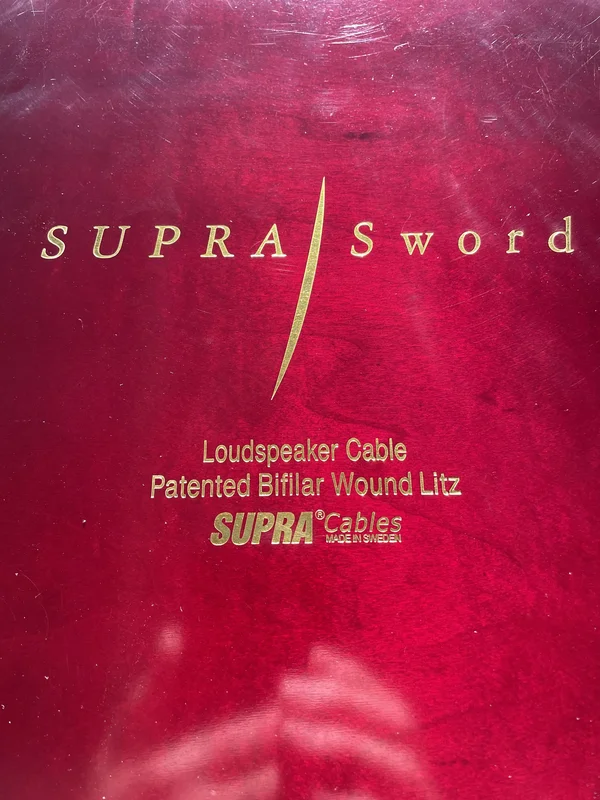 SUPRA Sword
Loudspeaker Cable
Patented Bifilar Wound Litz
SUPRA® Cables
MADE IN SWEDEN